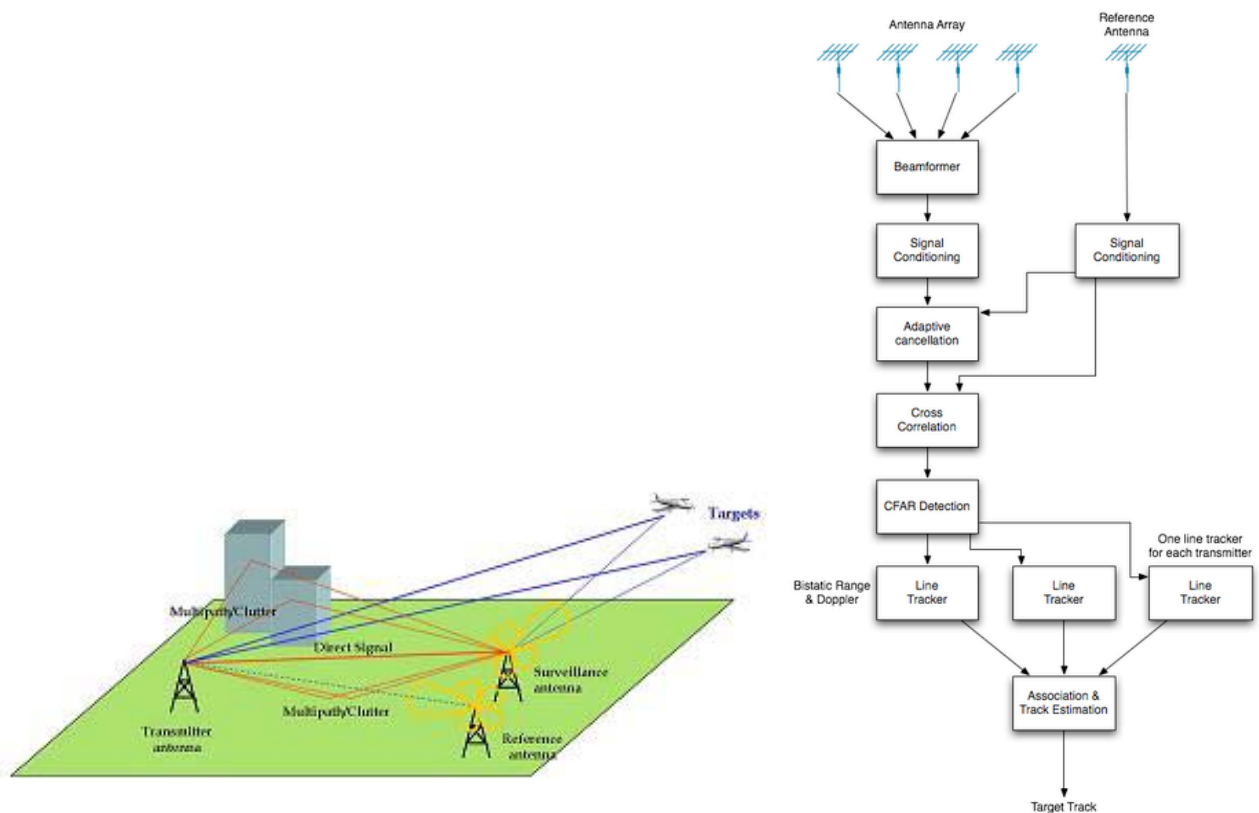 Targets
Multipath/Clutter
Direct Signal
Surveillance
antenna
Multipath/Clutter
Transmitter
antenna
Reference
antenna
Antenna Array
Reference
Antenna
Beamformer
Signal
Conditioning
Signal
Conditioning
Adaptive
cancellation
Cross
Correlation
CFAR Detection
One line tracker
for each transmitter
Bistatic Range
& Doppler
Line
Tracker
Line
Tracker
Line
Tracker
Association &
Track Estimation
Target Track